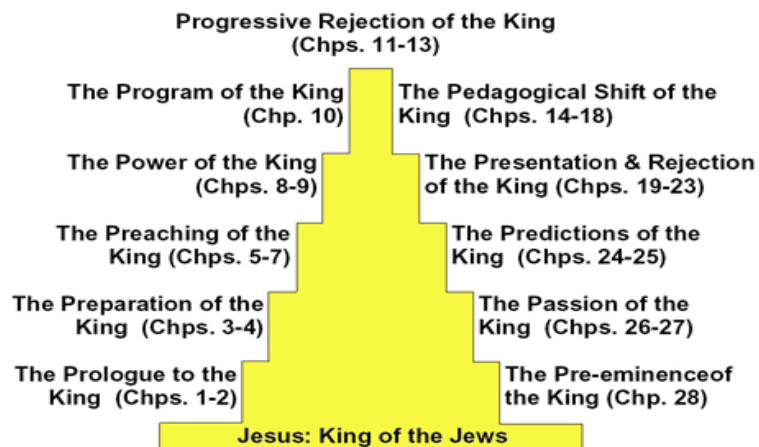 Progressive Rejection of the King
(Chps. 11-13)
The Program of the King
(Chp. 10)
The Pedagogical Shift of the
King (Chps. 14-18)
The Power of the King
(Chps. 8-9)
The Presentation & Rejection
of the King (Chps. 19-23)
The Preaching of the
King (Chps. 5-7)
The Predictions of the
King (Chps. 24-25)
The Preparation of the
King (Chps. 3-4)
The Passion of the
King (Chps. 26-27)
The Prologue to the
King (Chps. 1-2)
The Pre-eminenceof
the King (Chp. 28)
Jesus: King of the Jews